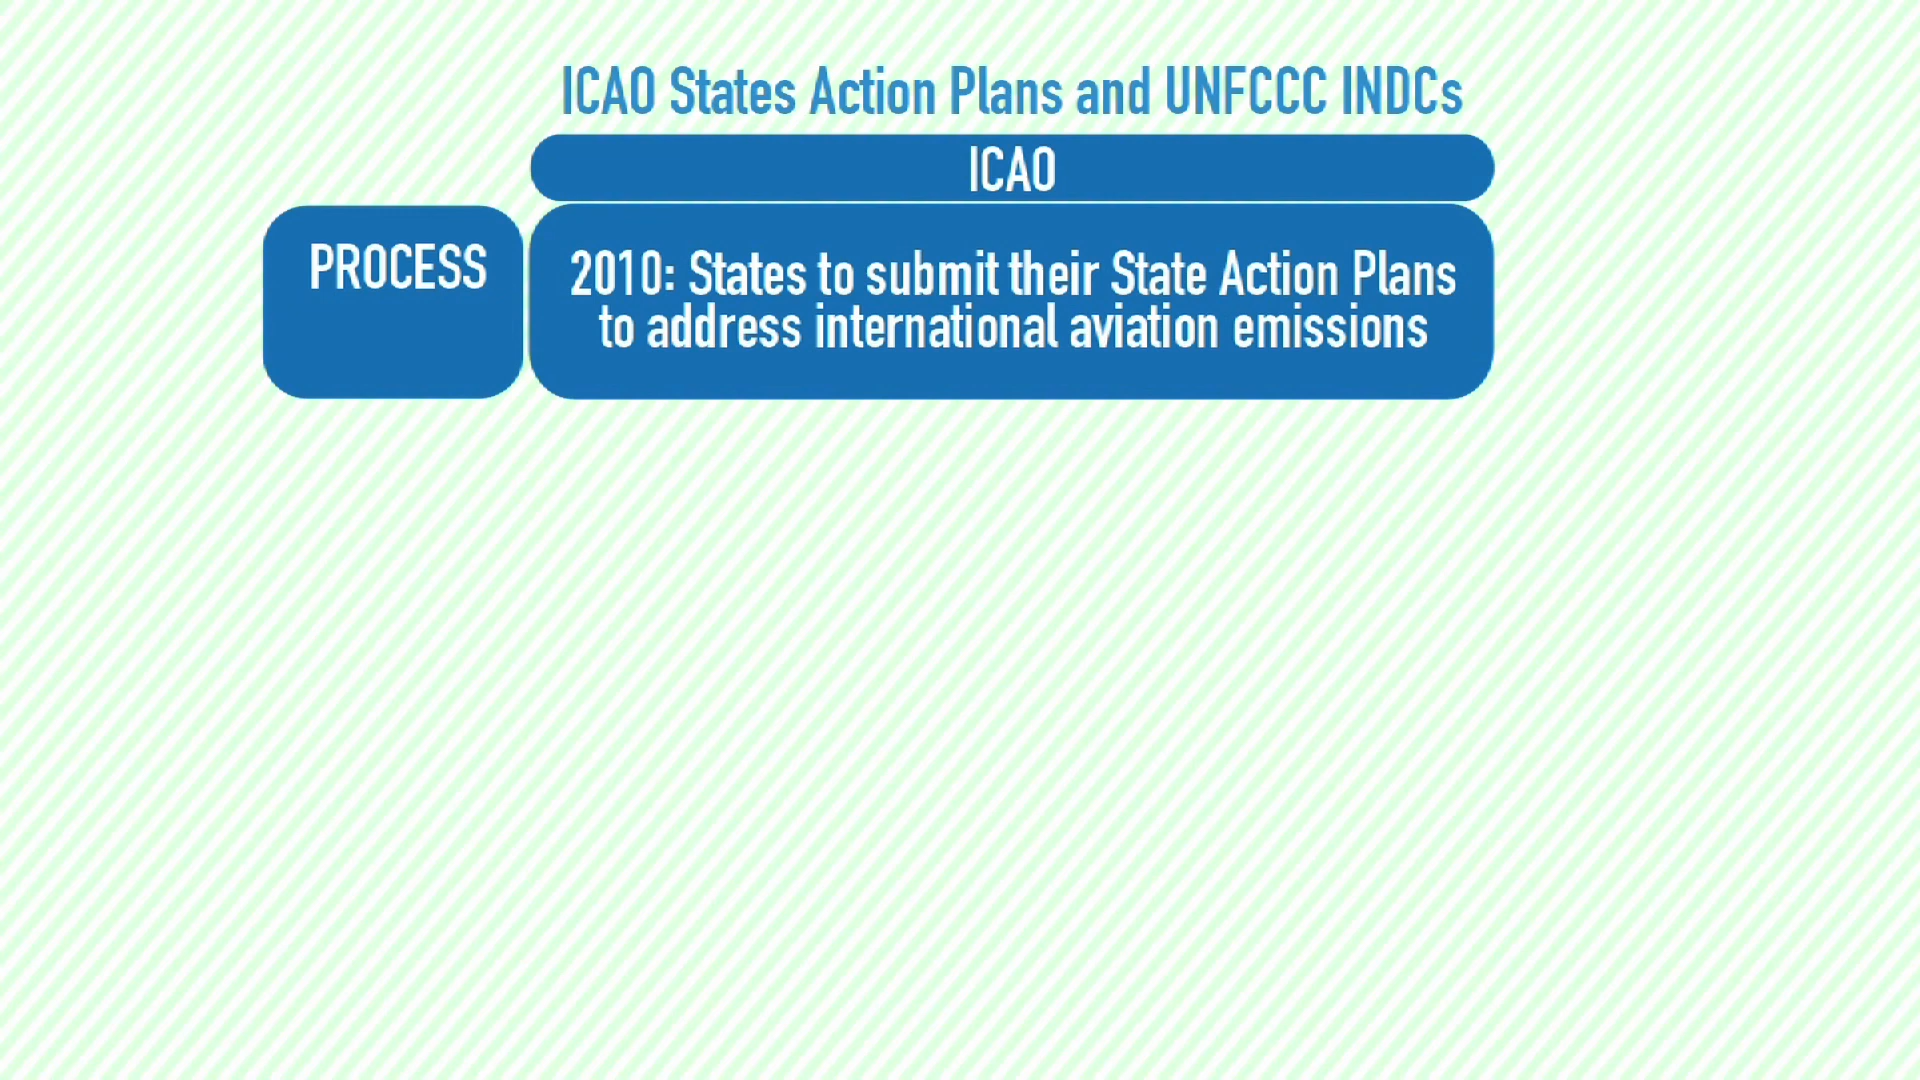 ICAO States Action Plans and UNFCCC INDCs
ICAO
PROCESS
2010: States to submit their State Action Plans
to address international aviation emissions